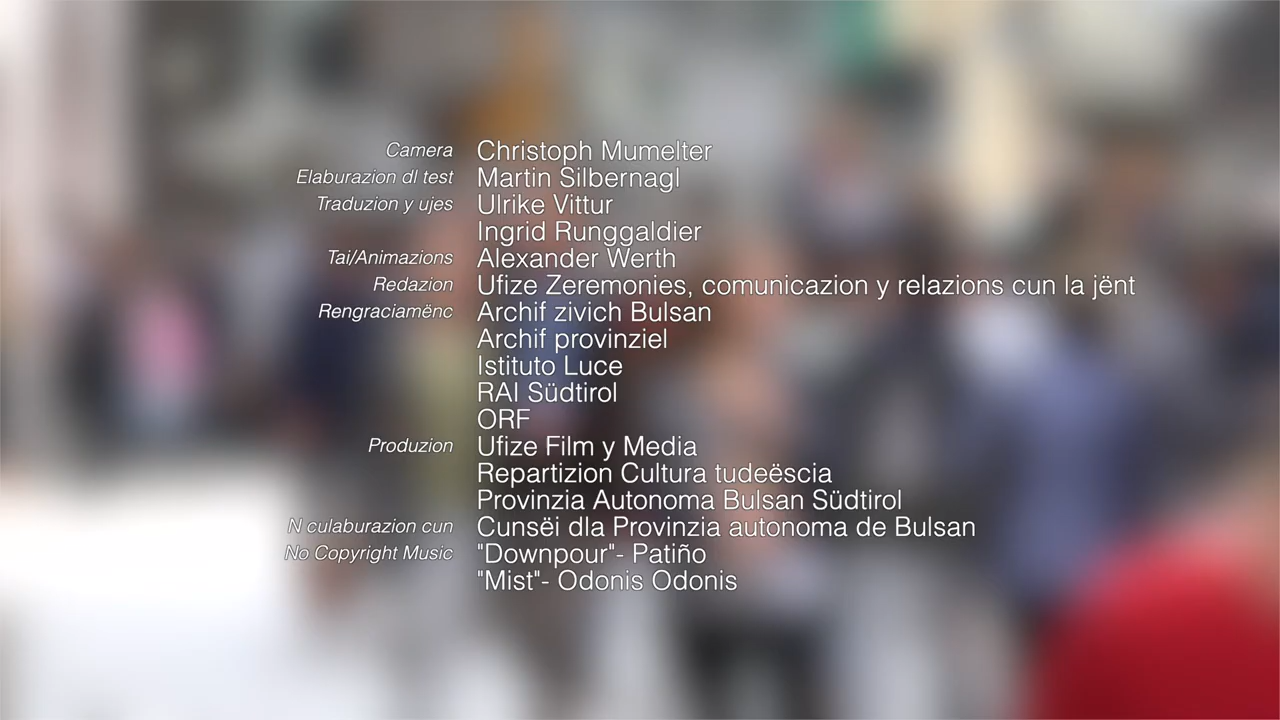 Camera Christoph Mumelter
Elaburazion dl test Martin Silbernagl
Traduzion y ujes Ulrike Vittur
Ingrid Runggaldier
Tai/Animazions Alexander Werth
Redazion Ufize Zeremonies, comunicazion y relazions cun la jënt
Rengraciamënc Archif zivich Bulsan
Archif provinziel
Istituto Luce
RAI Südtirol
ORF
Produzion Ufize Film y Media
Repartizion Cultura tudeëscia
Provinzia Autonoma Bulsan Südtirol
N culaburazion cun Cunsëi dla Provinzia autonoma de Bulsan
No Copyright Music "Downpour"- Patiño
"Mist"- Odonis Odonis